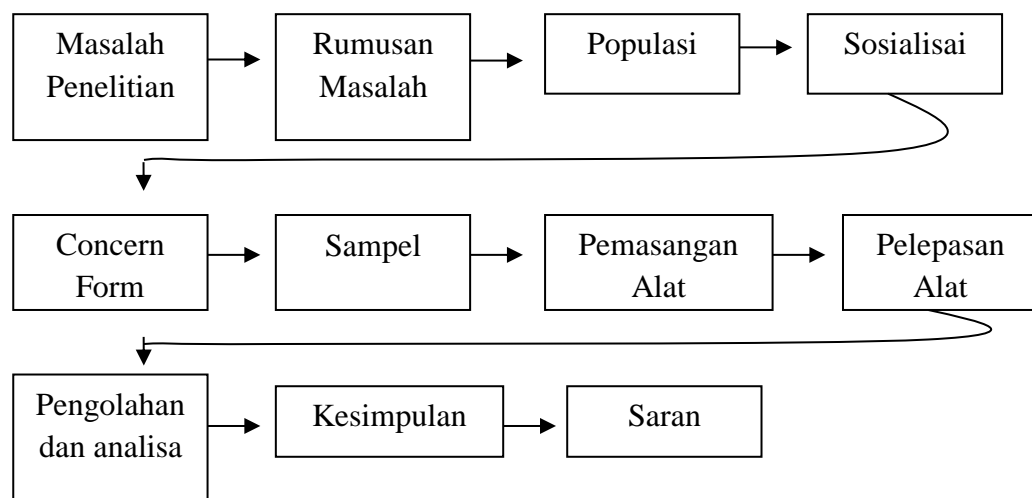 Masalah
Penelitian
Rumusan
Masalah
Populasi
Sosialisai
Concern
Form
Sampel
Pemasangan
Alat
Pelepasan
Alat
Pengolahan
dan analisa
Kesimpulan
Saran